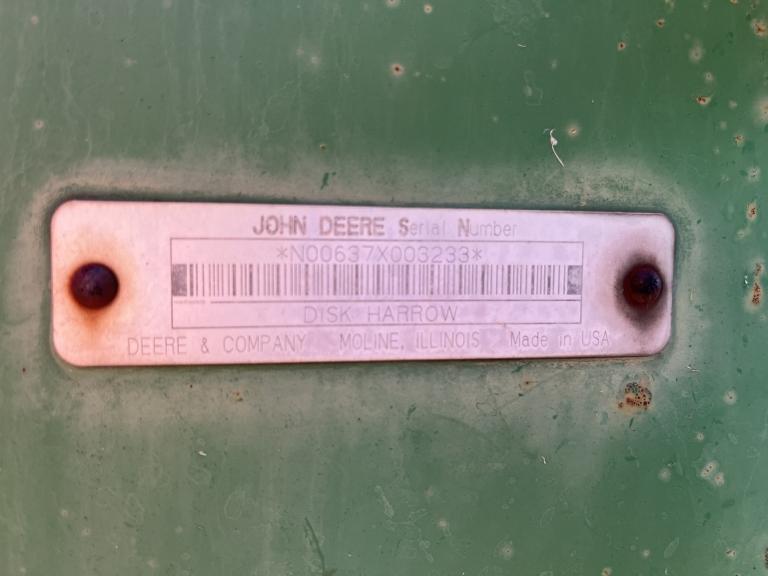 JOHN DEERE Serial Number
*N00637X003233*
DISK HARROW
DEERE & COMPANY MOLINE, ILLINOIS Made in USA